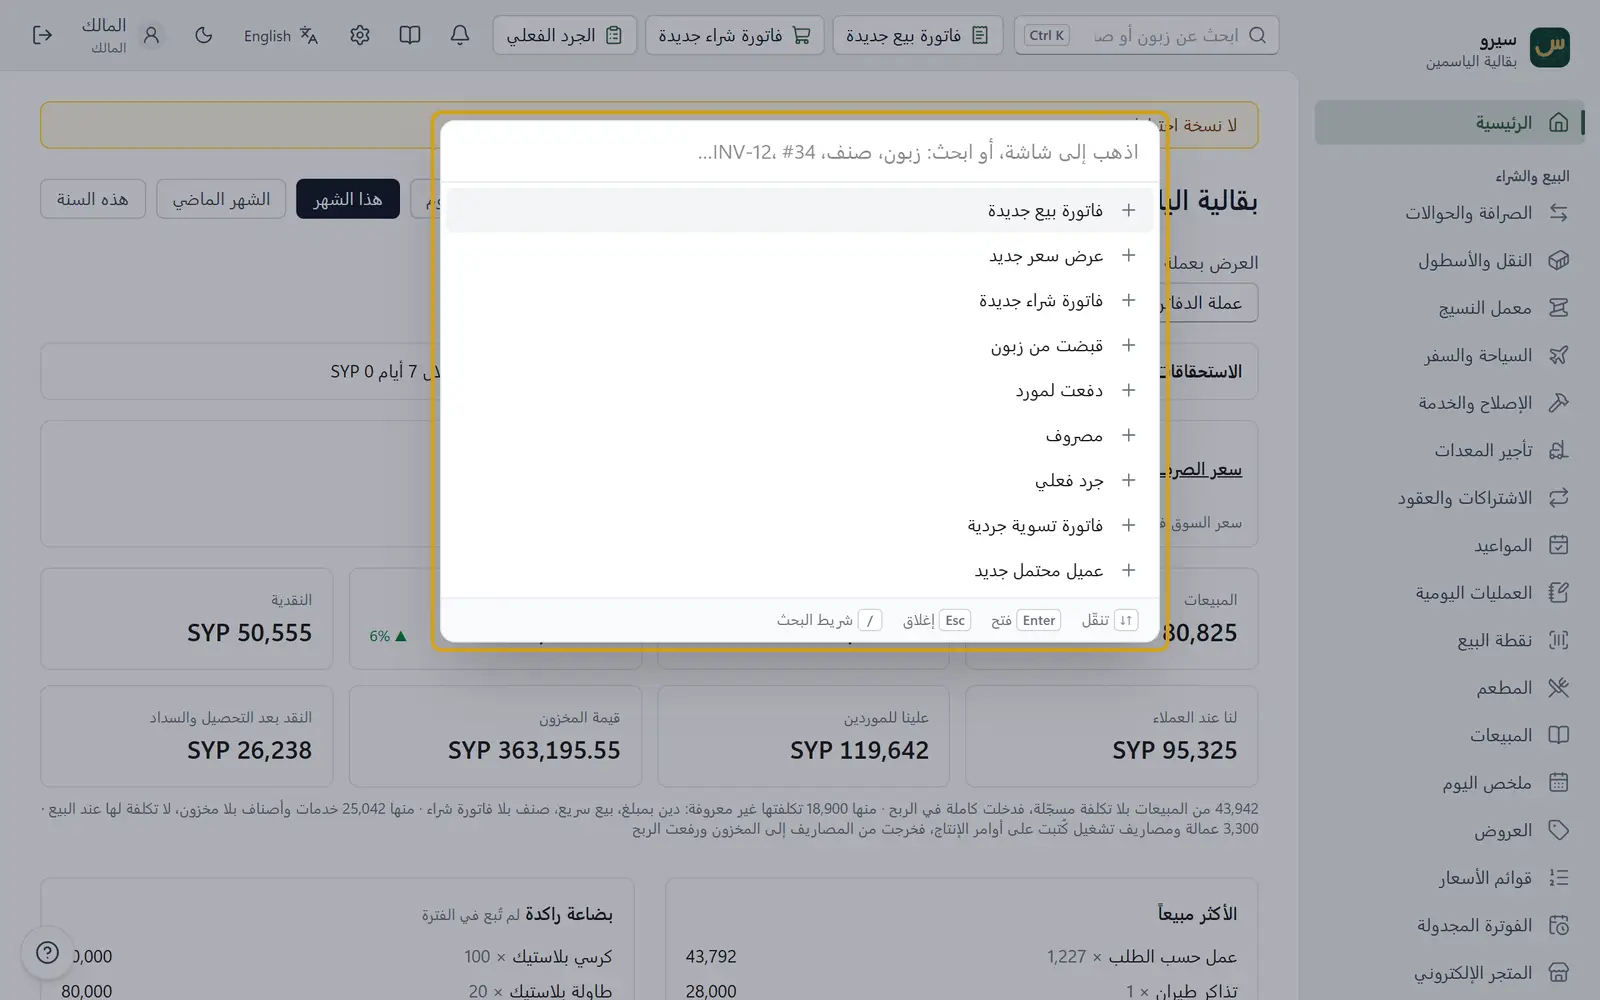 سيرو
بقالية الياسمين
ابحث عن زبون أو صـ
Ctrl K
فاتورة بيع جديدة
فاتورة شراء جديدة
الجرد الفعلي
English
المالك
المالك
الرئيسية
البيع والشراء
الصرافة والحوالات
النقل والأسطول
معمل النسيج
السياحة والسفر
الإصلاح والخدمة
تأجير المعدات
الاشتراكات والعقود
المواعيد
العمليات اليومية
نقطة البيع
المطعم
المبيعات
ملخص اليوم
العروض
قوائم الأسعار
الفوترة المجدولة
المتجر الإلكتروني
لا نسخة
بقالية
هذا الشهر
الشهر الماضي
هذه السنة
العرض بعملة
عملة
7 أيام 0 SYP
سعر
سعر السوق
اذهب إلى شاشة، أو ابحث: زبون، صنف، #34 ،INV-12...
فاتورة بيع جديدة
عرض سعر جديد
فاتورة شراء جديدة
قبضت من زبون
دفعت لمورد
مصروف
جرد فعلي
فاتورة تسوية جردية
عميل محتمل جديد
↓↑ تنقّل Enter فتح Esc إغلاق / شريط البحث
المبيعات
80,825
6% ▲
النقدية
SYP 50,555
لنا عند العملاء
SYP 95,325
علينا للموردين
SYP 119,642
قيمة المخزون
SYP 363,195.55
النقد بعد التحصيل والسداد
SYP 26,238
43,942 من المبيعات بلا تكلفة مسجّلة، فدخلت كاملة في الربح · منها 18,900 تكلفتها غير معروفة: دين بمبلغ، بيع سريع، صنف بلا فاتورة شراء · منها 25,042 خدمات وأصناف بلا مخزون، لا تكلفة لها عند البيع ·
3,300 عمالة ومصاريف تشغيل كُتبت على أوامر الإنتاج، فخرجت من المصاريف إلى المخزون ورفعت الربح
الأكثر مبيعاً
عمل حسب الطلب × 1,227
43,792
تذاكر طيران × 1
28,000
بضاعة راكدة لم تُبع في الفترة
كرسي بلاستيك × 100
طاولة بلاستيك × 20
80,000